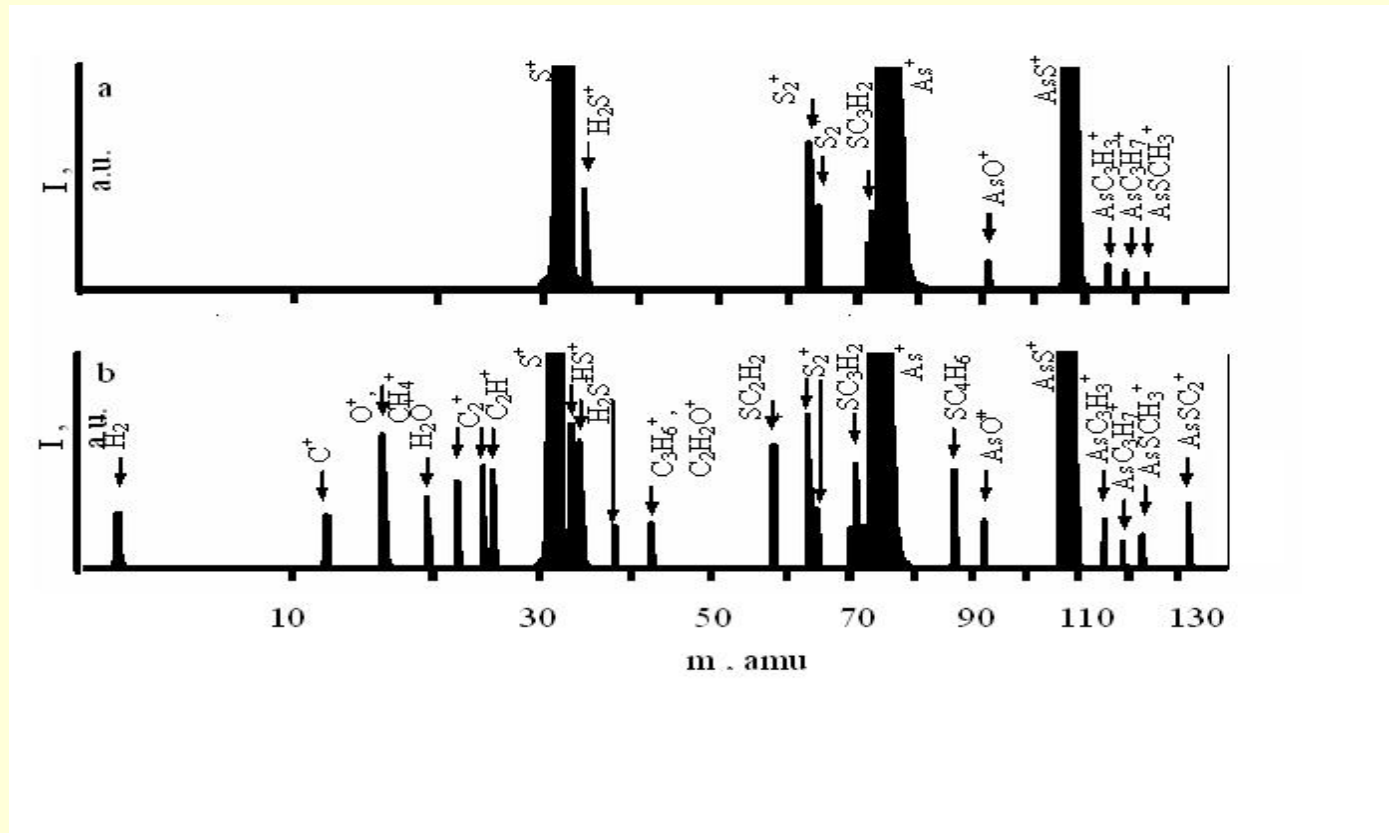 a
I , a.u.
S⁺
H₂S⁺
S₂⁺
S₂
SC₃H₂
As⁺
AsO⁺
AsS⁺
AsC₃H₃⁺
AsC₃H₇⁺
AsSCH₃⁺
b
I , a.u.
H₂
C⁺
O⁺ ,
CH₄⁺
H₂O
C⁺
C₂
C₂H⁺
S⁺
HS⁺
H₂S
C₃H₆⁺ ,
C₂H₂O⁺
SC₂H₂
S₂⁺
SC₃H₂
As⁺
SC₄H₆
AsO⁺
AsS⁺
AsC₃H₃⁺
AsC₃H₇⁺
AsSCH₃⁺
AsSC₂⁺
10 30 50 70 90 110 130
m . amu